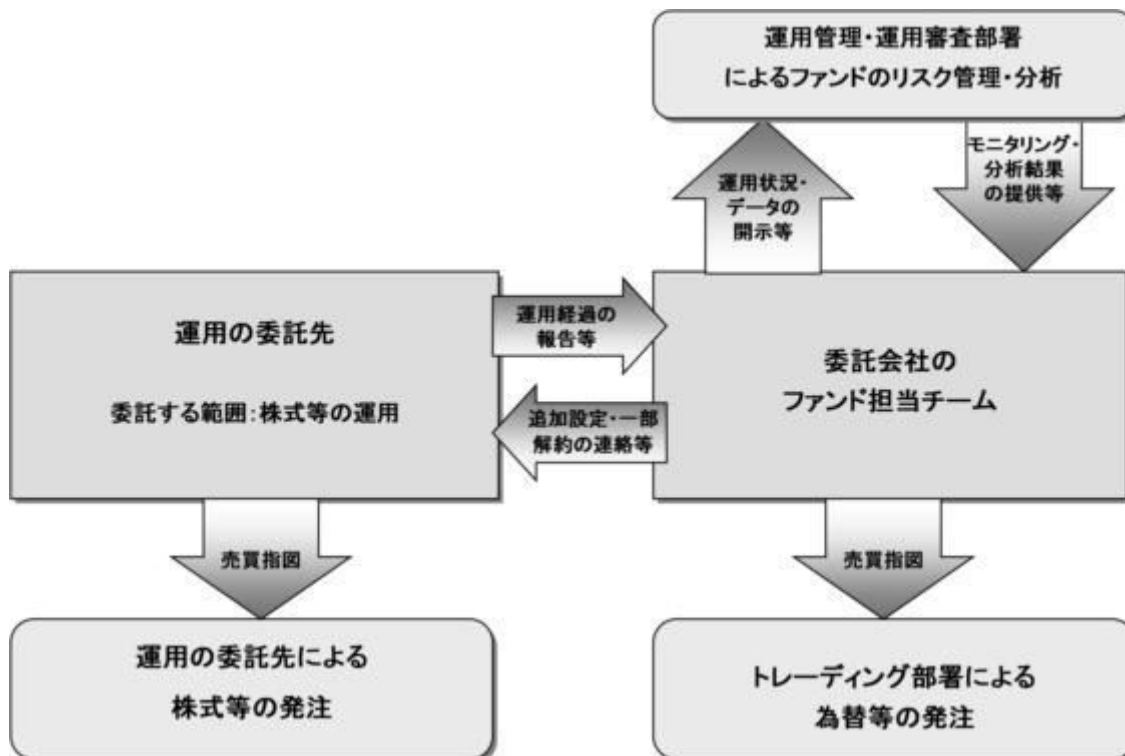 運用管理・運用審査部署
によるファンドのリスク管理・分析
運用状況・
データの
開示等
モニタリング・
分析結果
の提供等
運用の委託先
委託する範囲：株式等の運用
運用経過の
報告等
追加設定・一部
解約の連絡等
委託会社の
ファンド担当チーム
売買指図
売買指図
運用の委託先による
株式等の発注
トレーディング部署による
為替等の発注